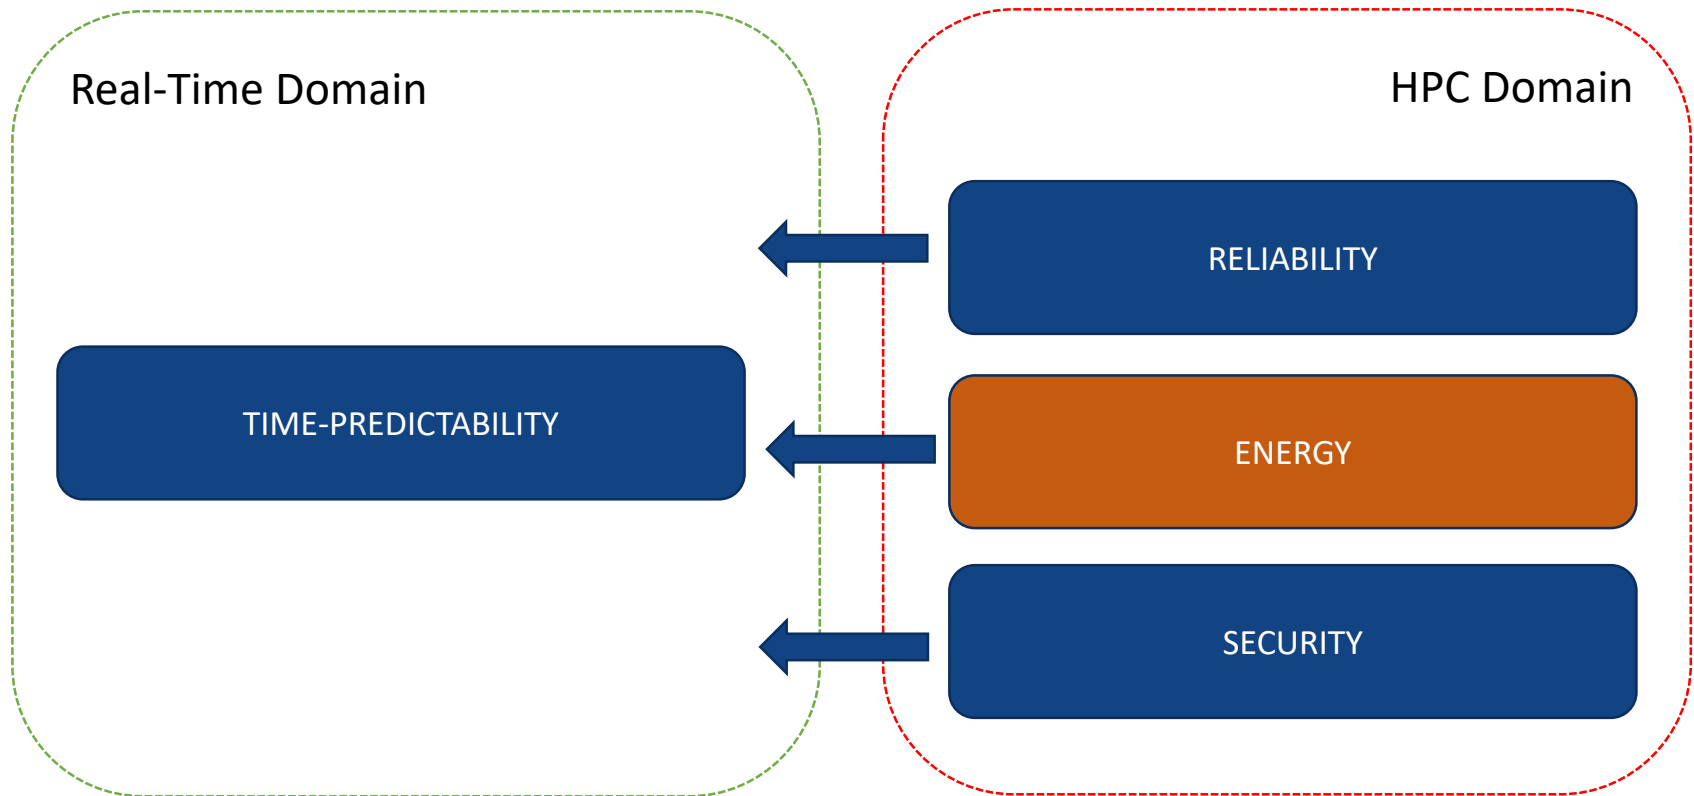 Real-Time Domain
HPC Domain
RELIABILITY
TIME-PREDICTABILITY
ENERGY
SECURITY